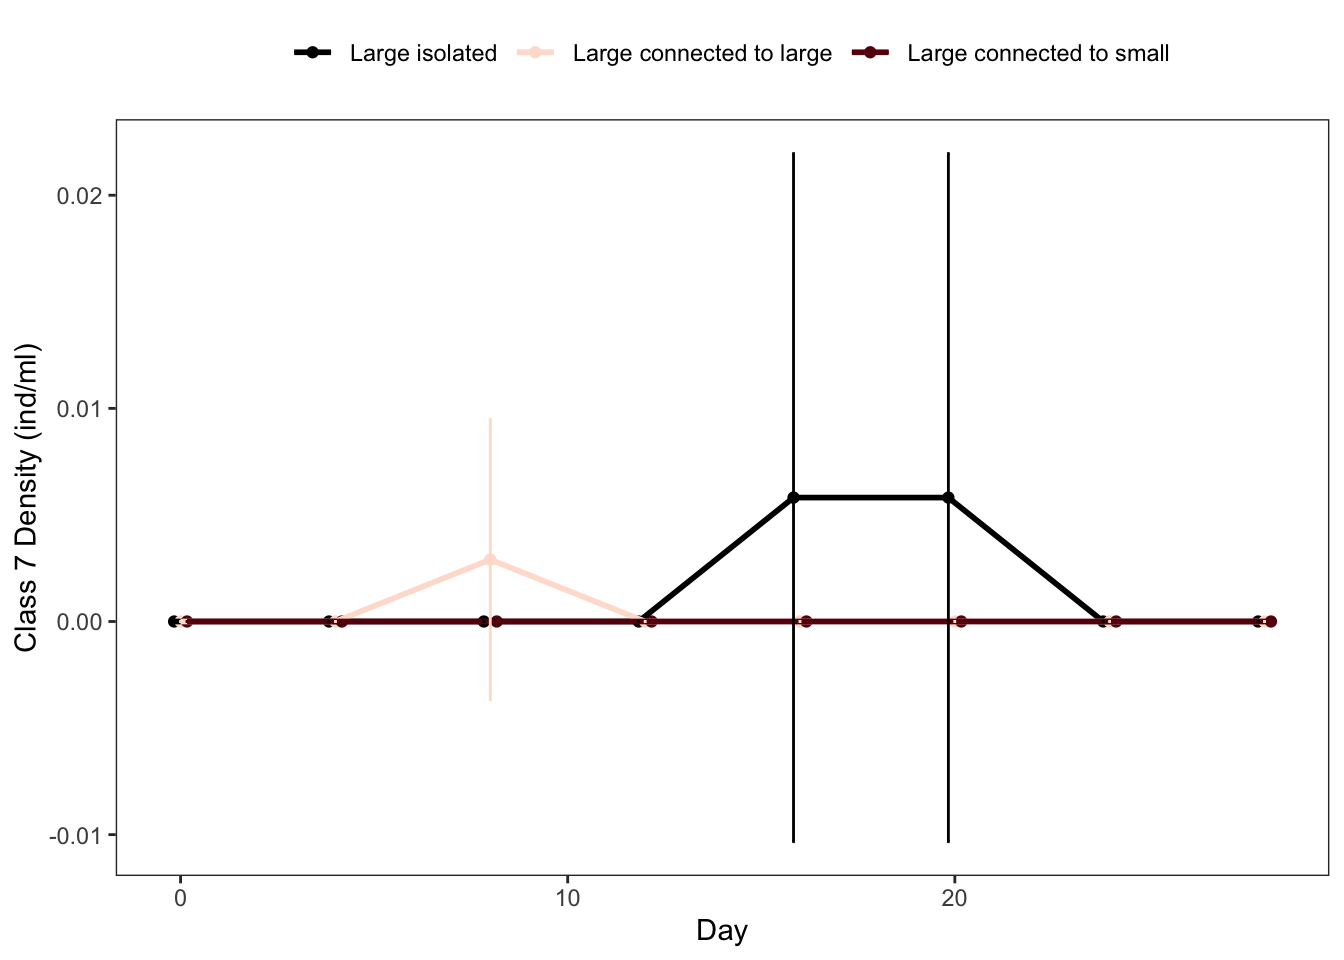 Large isolated Large connected to large Large connected to small
Class 7 Density (ind/ml)
0.02
0.01
0.00
-0.01
0 10 20
Day